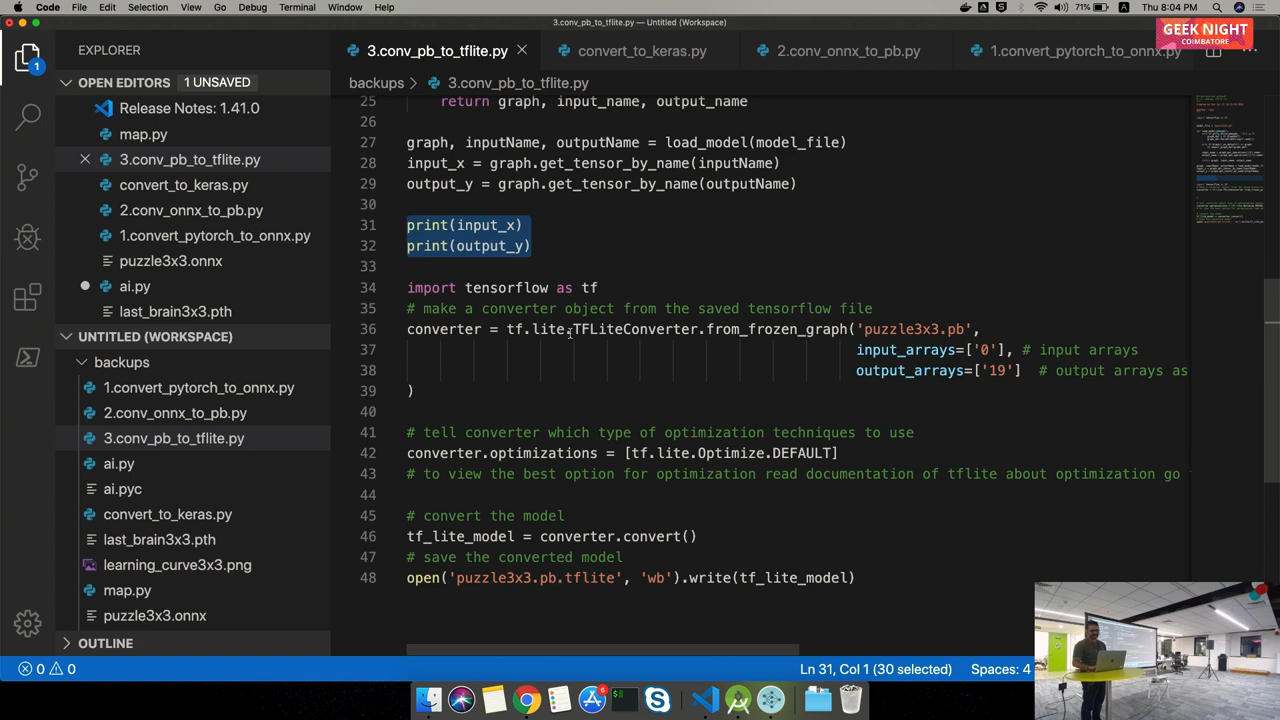 Code File Edit Selection View Go Debug Terminal Window Help
71% Thu 8:04 PM
3.conv_pb_to_tflite.py — Untitled (Workspace)
GEEK NIGHT
COIMBATORE
EXPLORER
3.conv_pb_to_tflite.py convert_to_keras.py 2.conv_onnx_to_pb.py 1.convert_pytorch_to_onnx.py
backups > 3.conv_pb_to_tflite.py
1
OPEN EDITORS 1 UNSAVED
Release Notes: 1.41.0
map.py
3.conv_pb_to_tflite.py
convert_to_keras.py
2.conv_onnx_to_pb.py
1.convert_pytorch_to_onnx.py
puzzle3x3.onnx
ai.py
last_brain3x3.pth
UNTITLED (WORKSPACE)
backups
1.convert_pytorch_to_onnx.py
2.conv_onnx_to_pb.py
3.conv_pb_to_tflite.py
ai.py
ai.pyc
convert_to_keras.py
last_brain3x3.pth
learning_curve3x3.png
map.py
puzzle3x3.onnx
OUTLINE
25 return graph, input_name, output_name
26
27 graph, inputName, outputName = load_model(model_file)
28 input_x = graph.get_tensor_by_name(inputName)
29 output_y = graph.get_tensor_by_name(outputName)
30
31 print(input_x)
32 print(output_y)
33
34 import tensorflow as tf
35 # make a converter object from the saved tensorflow file
36 converter = tf.lite.TFLiteConverter.from_frozen_graph('puzzle3x3.pb',
37 input_arrays=['0'], # input arrays
38 output_arrays=['19'] # output arrays as
39 )
40
41 # tell converter which type of optimization techniques to use
42 converter.optimizations = [tf.lite.Optimize.DEFAULT]
43 # to view the best option for optimization read documentation of tflite about optimization go
44
45 # convert the model
46 tf_lite_model = converter.convert()
47 # save the converted model
48 open('puzzle3x3.pb.tflite', 'wb').write(tf_lite_model)
0 0 Ln 31, Col 1 (30 selected) Spaces: 4
6